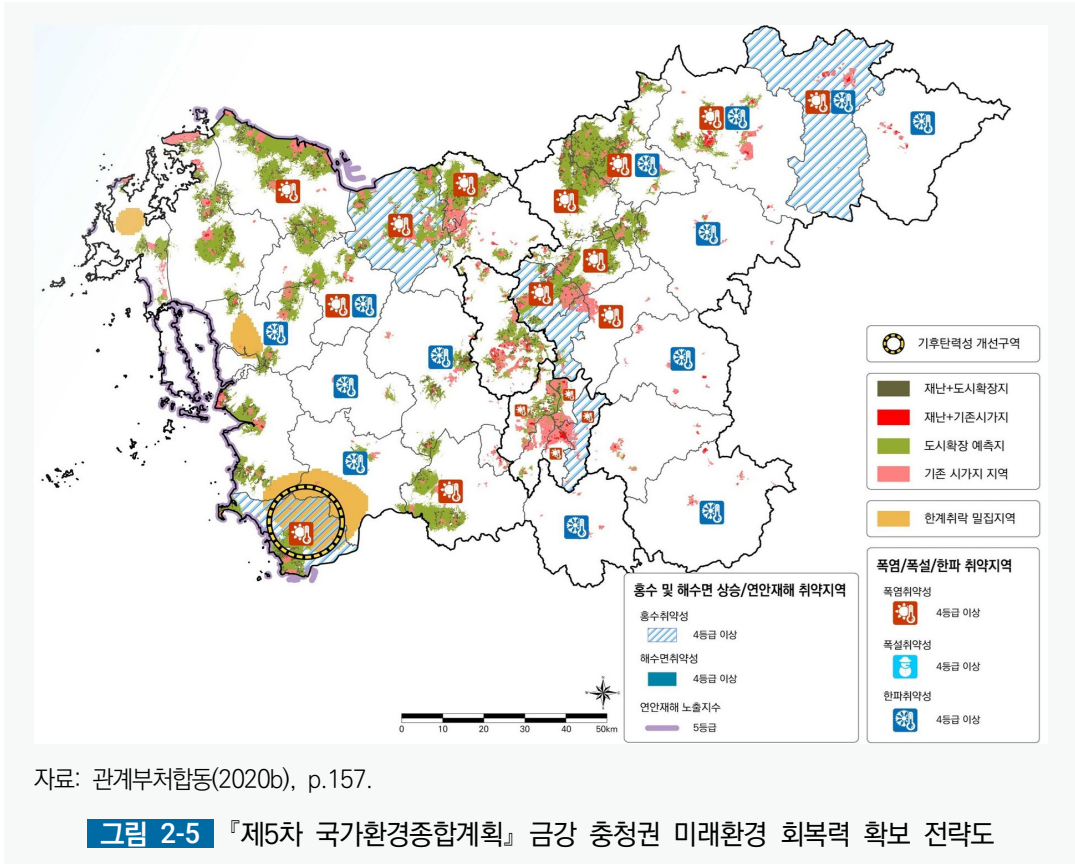 기후탄력성 개선구역
재난+도시확장지
재난+기존시가지
도시확장 예측지
기존 시가지 지역
한계취락 밀집지역
홍수 및 해수면 상승/연안재해 취약지역
홍수취약성
4등급 이상
해수면취약성
4등급 이상
연안재해 노출지수
5등급
폭염/폭설/한파 취약지역
폭염취약성
4등급 이상
폭설취약성
4등급 이상
한파취약성
4등급 이상
0 10 20 30 40 50km
자료: 관계부처합동(2020b), p.157.
그림 2-5 『제5차 국가환경종합계획』 금강 충청권 미래환경 회복력 확보 전략도